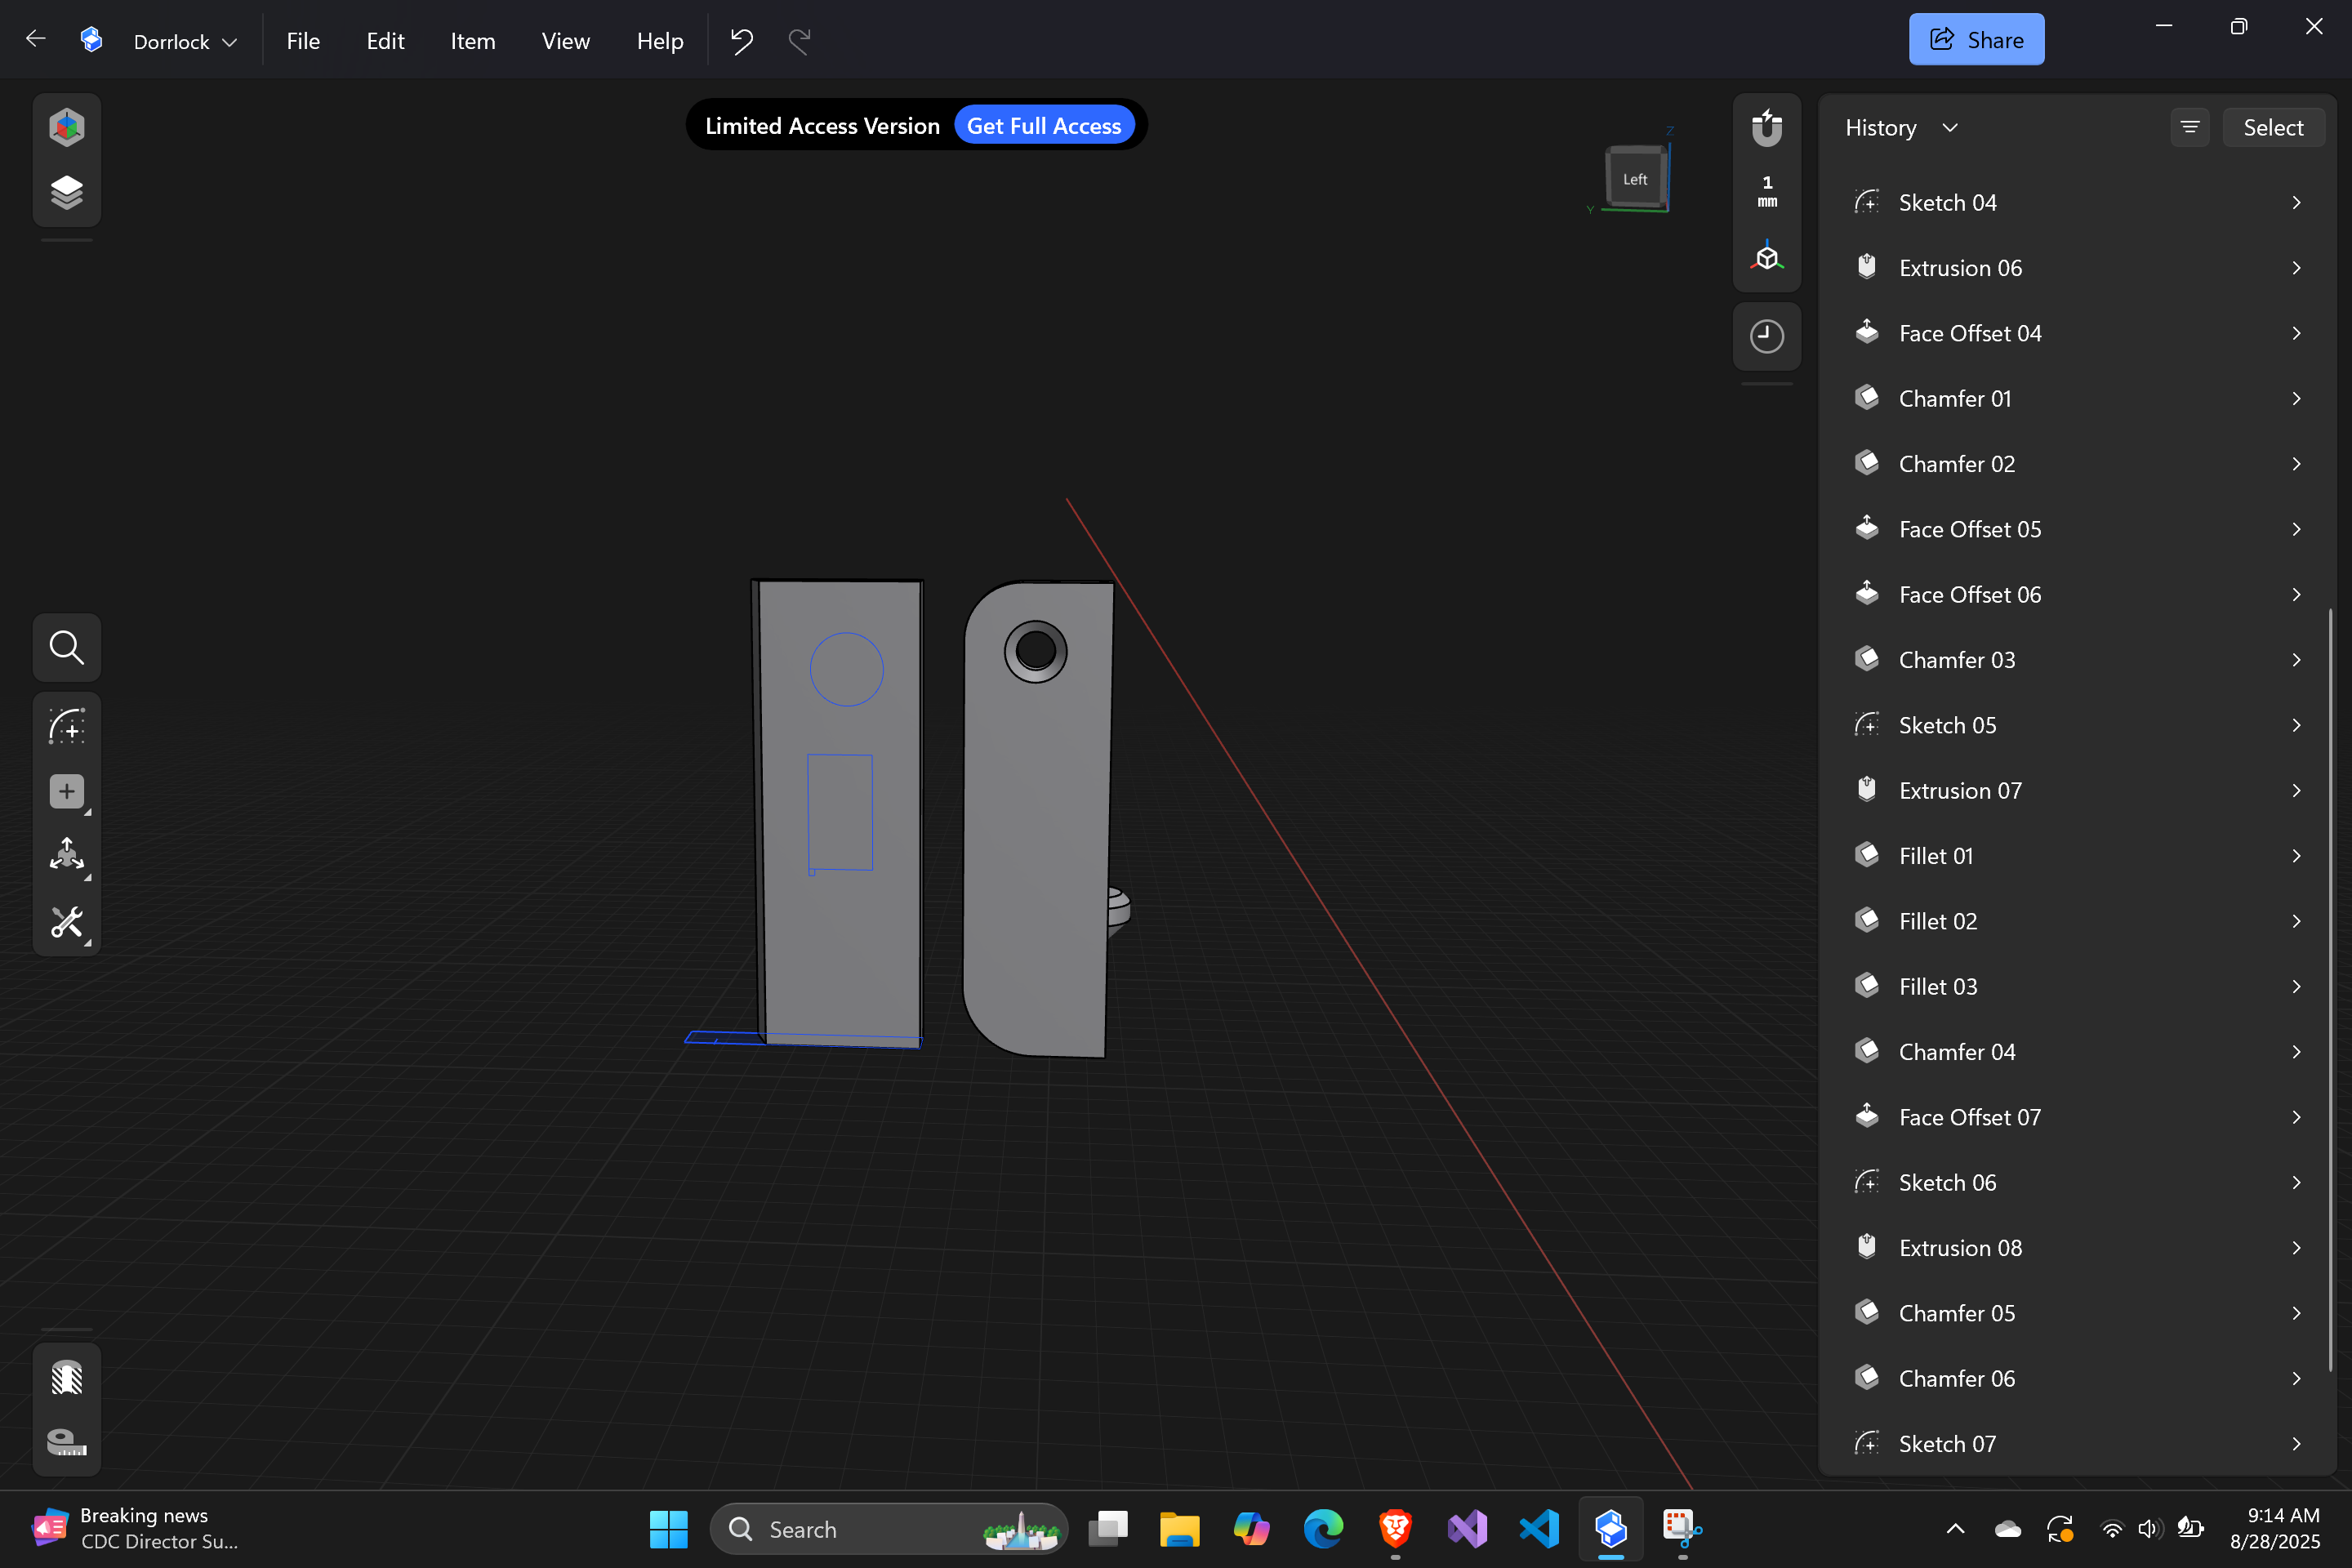 Dorrlock
File
Edit
Item
View
Help
Share
Limited Access Version
Get Full Access
Z
Left
Y
1
mm
History
Select
Sketch 04
Extrusion 06
Face Offset 04
Chamfer 01
Chamfer 02
Face Offset 05
Face Offset 06
Chamfer 03
Sketch 05
Extrusion 07
Fillet 01
Fillet 02
Fillet 03
Chamfer 04
Face Offset 07
Sketch 06
Extrusion 08
Chamfer 05
Chamfer 06
Sketch 07
Breaking news
CDC Director Su...
Search
9:14 AM
8/28/2025